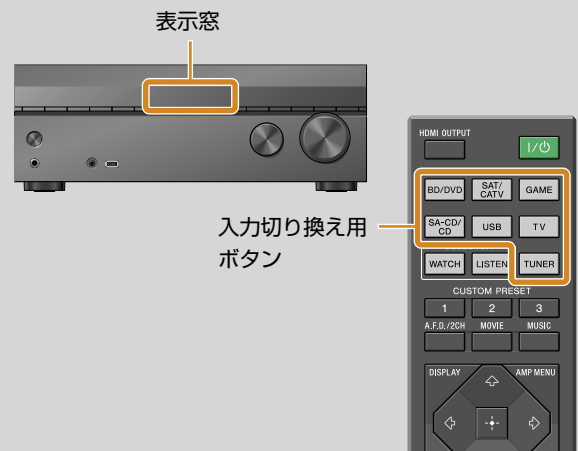 表示窓
HDMI OUTPUT
I/⏻
BD/DVD
SAT/
CATV
GAME
SA-CD/
CD
USB
TV
入力切り換え用
ボタン
WATCH
LISTEN
TUNER
CUSTOM PRESET
1 2 3
A.F.D./2CH MOVIE MUSIC
DISPLAY
AMP MENU